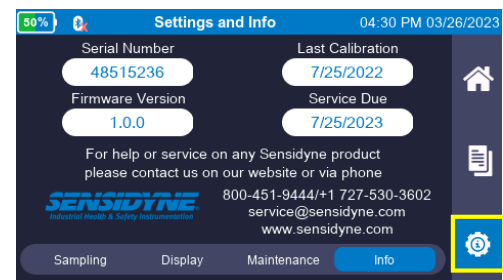 50% Settings and Info 04:30 PM 03/26/2023
Serial Number Last Calibration
48515236 7/25/2022
Firmware Version Service Due
1.0.0 7/25/2023
For help or service on any Sensidyne product
please contact us on our website or via phone
SENSIDYNE 800-451-9444/+1 727-530-3602
Industrial Health & Safety Instrumentation service@sensidyne.com
www.sensidyne.com
Sampling Display Maintenance Info